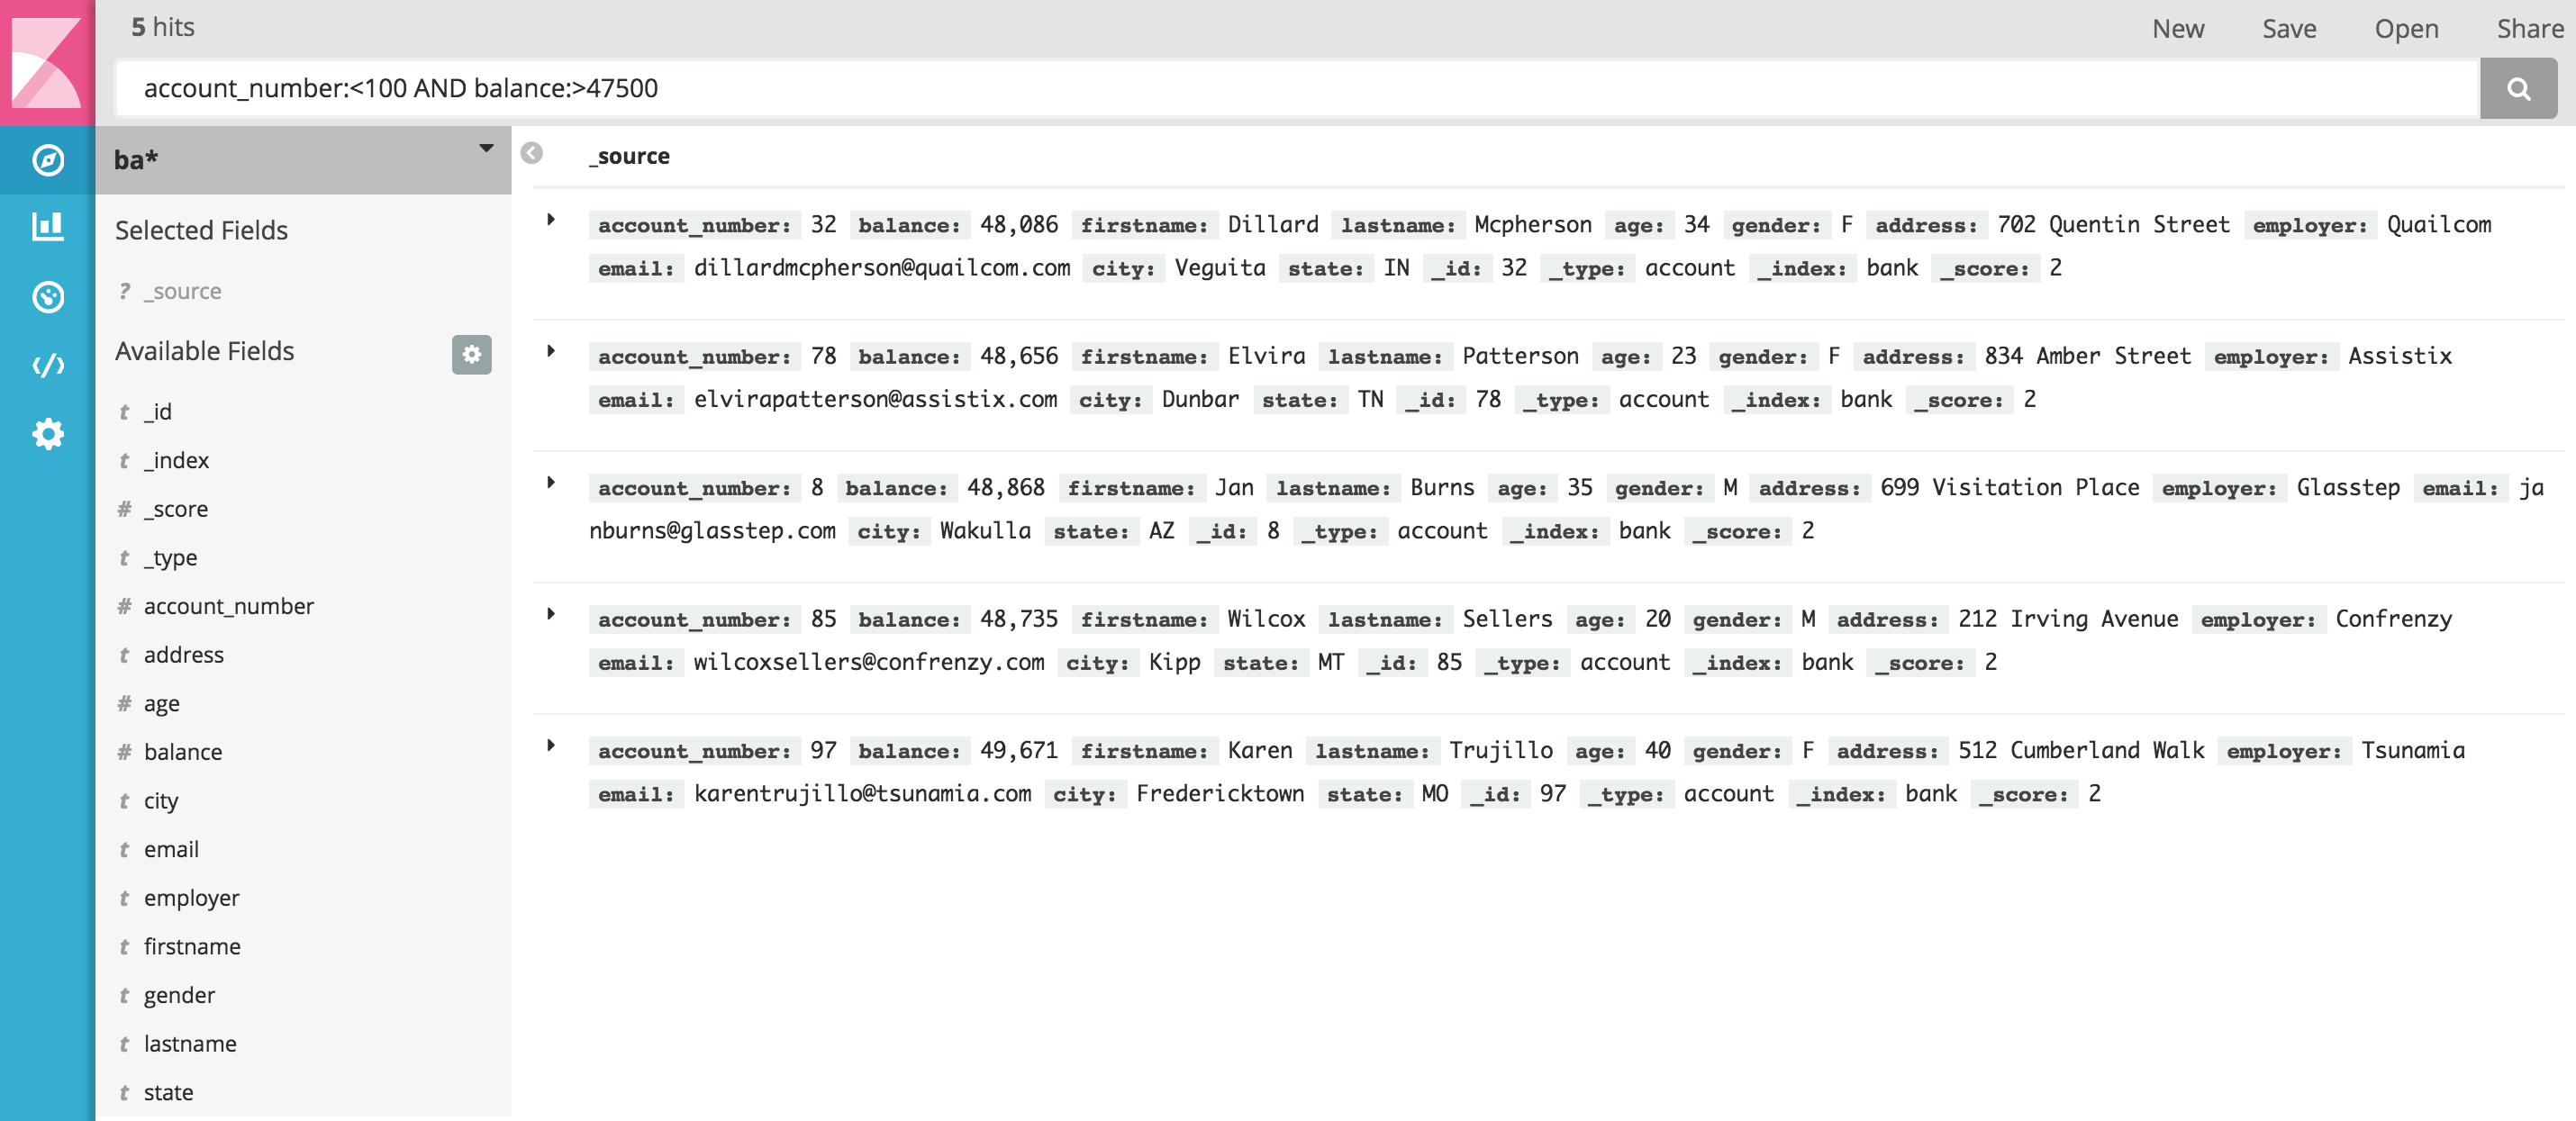 5 hits
New Save Open Share
account_number:<100 AND balance:>47500
ba*
Selected Fields
? _source
Available Fields
t _id
t _index
# _score
t _type
# account_number
t address
# age
# balance
t city
t email
t employer
t firstname
t gender
t lastname
t state
_source
account_number: 32 balance: 48,086 firstname: Dillard lastname: Mcpherson age: 34 gender: F address: 702 Quentin Street employer: Quailcom
email: dillardmcpherson@quailcom.com city: Veguita state: IN _id: 32 _type: account _index: bank _score: 2
account_number: 78 balance: 48,656 firstname: Elvira lastname: Patterson age: 23 gender: F address: 834 Amber Street employer: Assistix
email: elvirapatterson@assistix.com city: Dunbar state: TN _id: 78 _type: account _index: bank _score: 2
account_number: 8 balance: 48,868 firstname: Jan lastname: Burns age: 35 gender: M address: 699 Visitation Place employer: Glasstep email: ja
nburns@glasstep.com city: Wakulla state: AZ _id: 8 _type: account _index: bank _score: 2
account_number: 85 balance: 48,735 firstname: Wilcox lastname: Sellers age: 20 gender: M address: 212 Irving Avenue employer: Confrenzy
email: wilcoxsellers@confrenzy.com city: Kipp state: MT _id: 85 _type: account _index: bank _score: 2
account_number: 97 balance: 49,671 firstname: Karen lastname: Trujillo age: 40 gender: F address: 512 Cumberland Walk employer: Tsunamia
email: karentrujillo@tsunamia.com city: Fredericktown state: MO _id: 97 _type: account _index: bank _score: 2